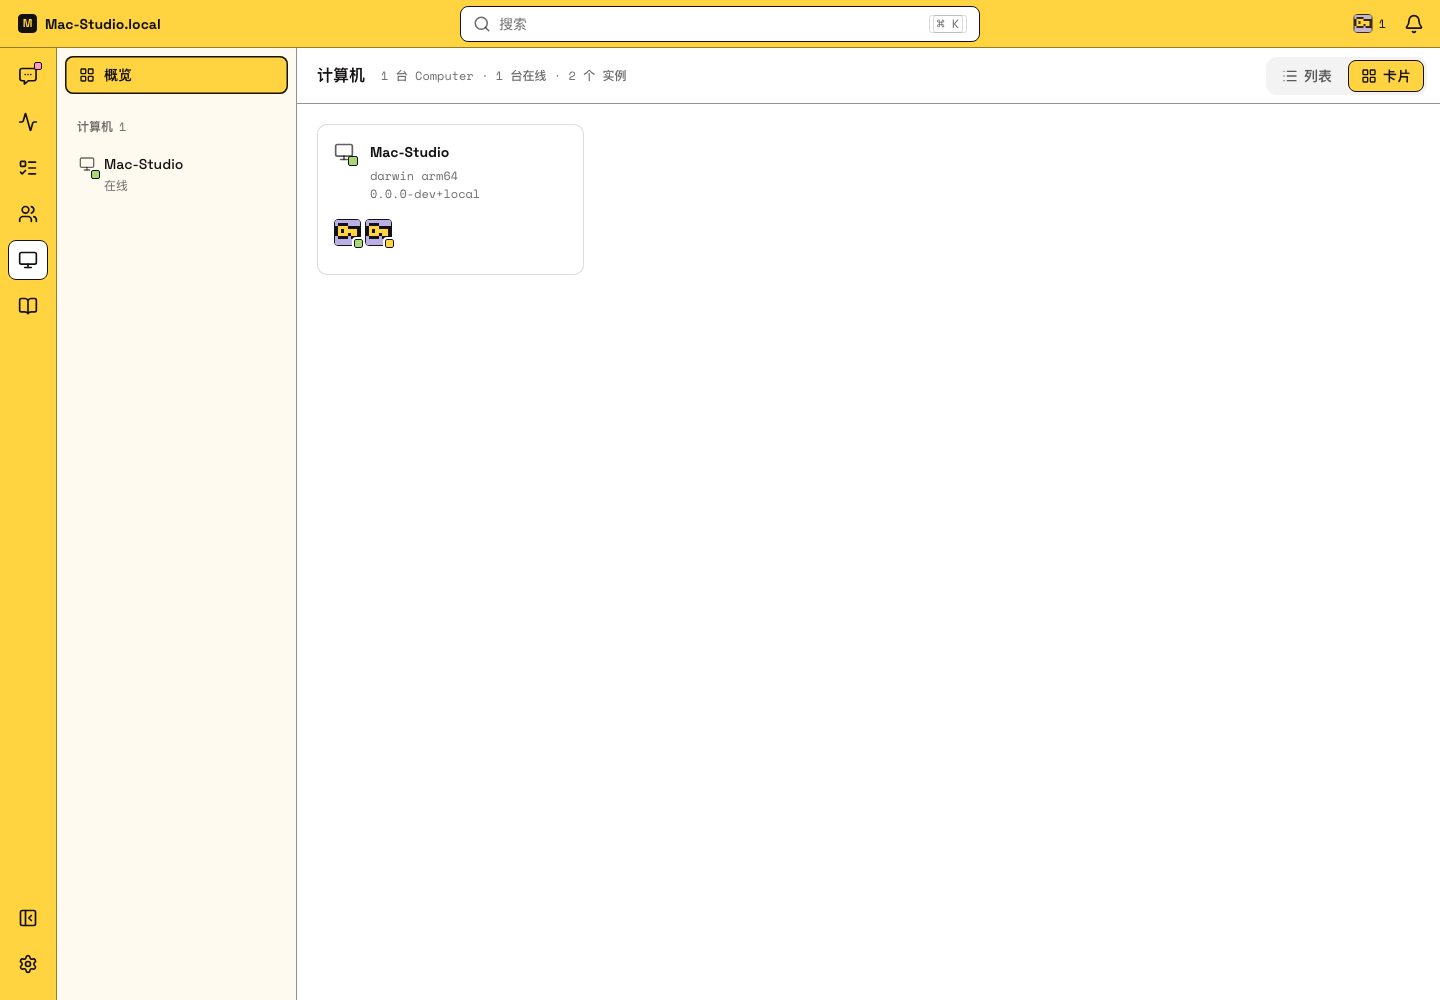 M Mac-Studio.local
搜索
⌘ K
1
概览
计算机 1
Mac-Studio
在线
计算机 1 台 Computer · 1 台在线 · 2 个 实例
列表
卡片
Mac-Studio
darwin arm64
0.0.0-dev+local